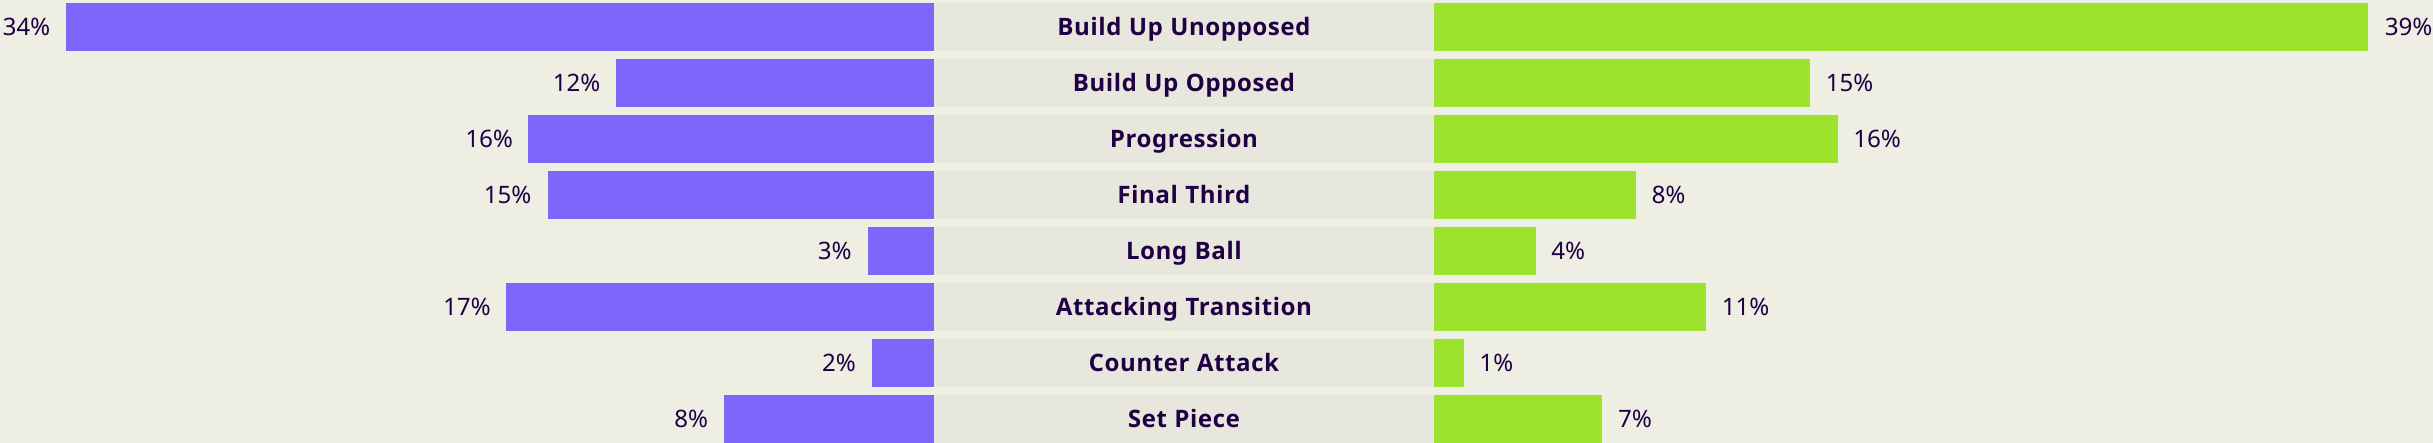 34% Build Up Unopposed 39%
12% Build Up Opposed 15%
16% Progression 16%
15% Final Third 8%
3% Long Ball 4%
17% Attacking Transition 11%
2% Counter Attack 1%
8% Set Piece 7%